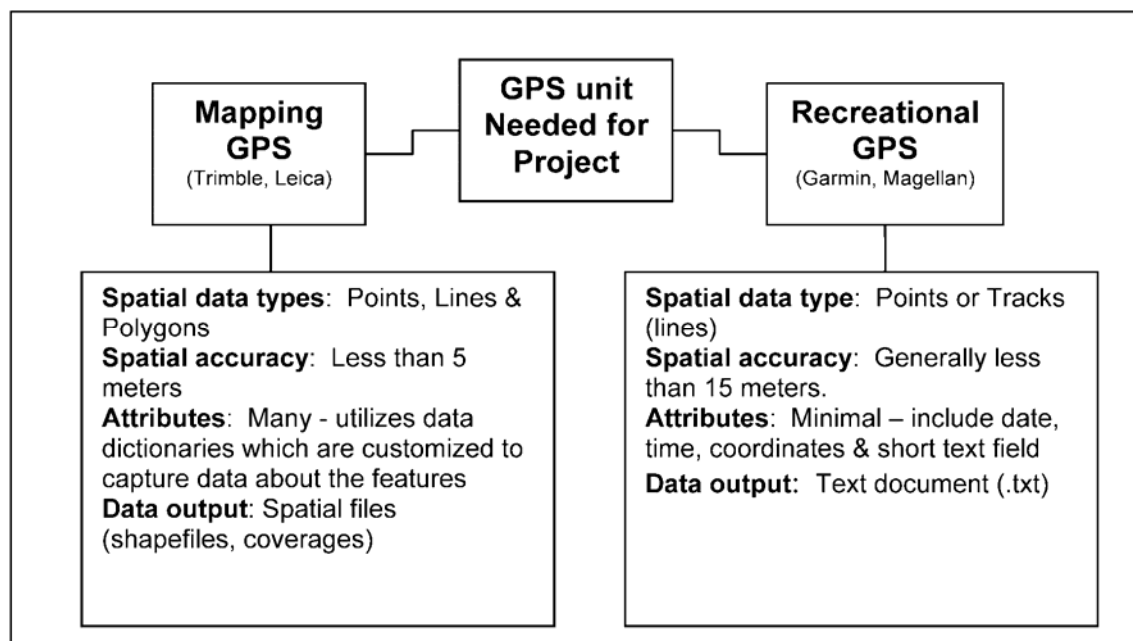 GPS unit
Needed for
Project
Mapping
GPS
(Trimble, Leica)
Recreational
GPS
(Garmin, Magellan)
Spatial data types:  Points, Lines &
Polygons
Spatial accuracy:  Less than 5
meters
Attributes:  Many - utilizes data
dictionaries which are customized to
capture data about the features
Data output: Spatial files
(shapefiles, coverages)
Spatial data type:  Points or Tracks
(lines)
Spatial accuracy:  Generally less
than 15 meters.
Attributes:  Minimal – include date,
time, coordinates & short text field
Data output:  Text document (.txt)